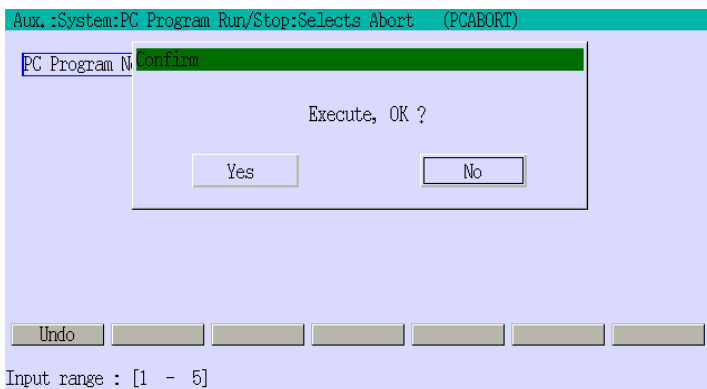 Aux.:System:PC Program Run/Stop:Selects Abort (PCABORT)
PC Program
Confirm
Execute, OK ?
Yes No
Undo
Input range : [1 - 5]